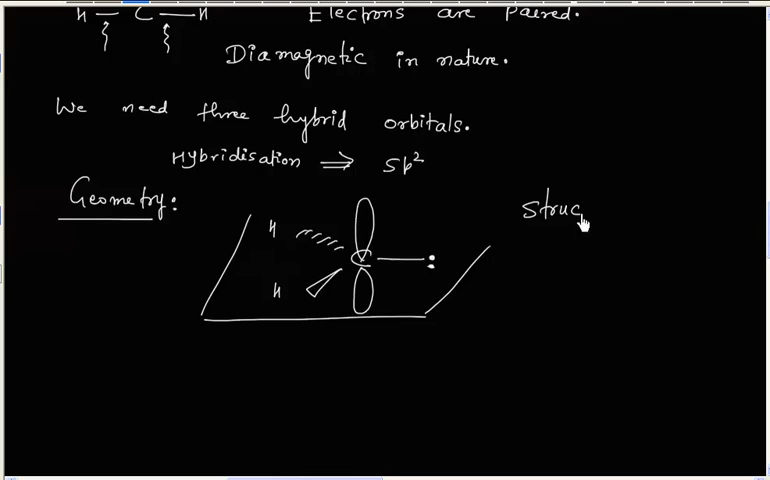 H — C — H Electrons are Paired.
Diamagnetic in nature.
We need three hybrid orbitals.
Hybridisation ⇒ sp²
Geometry: Struc
H
C :
H